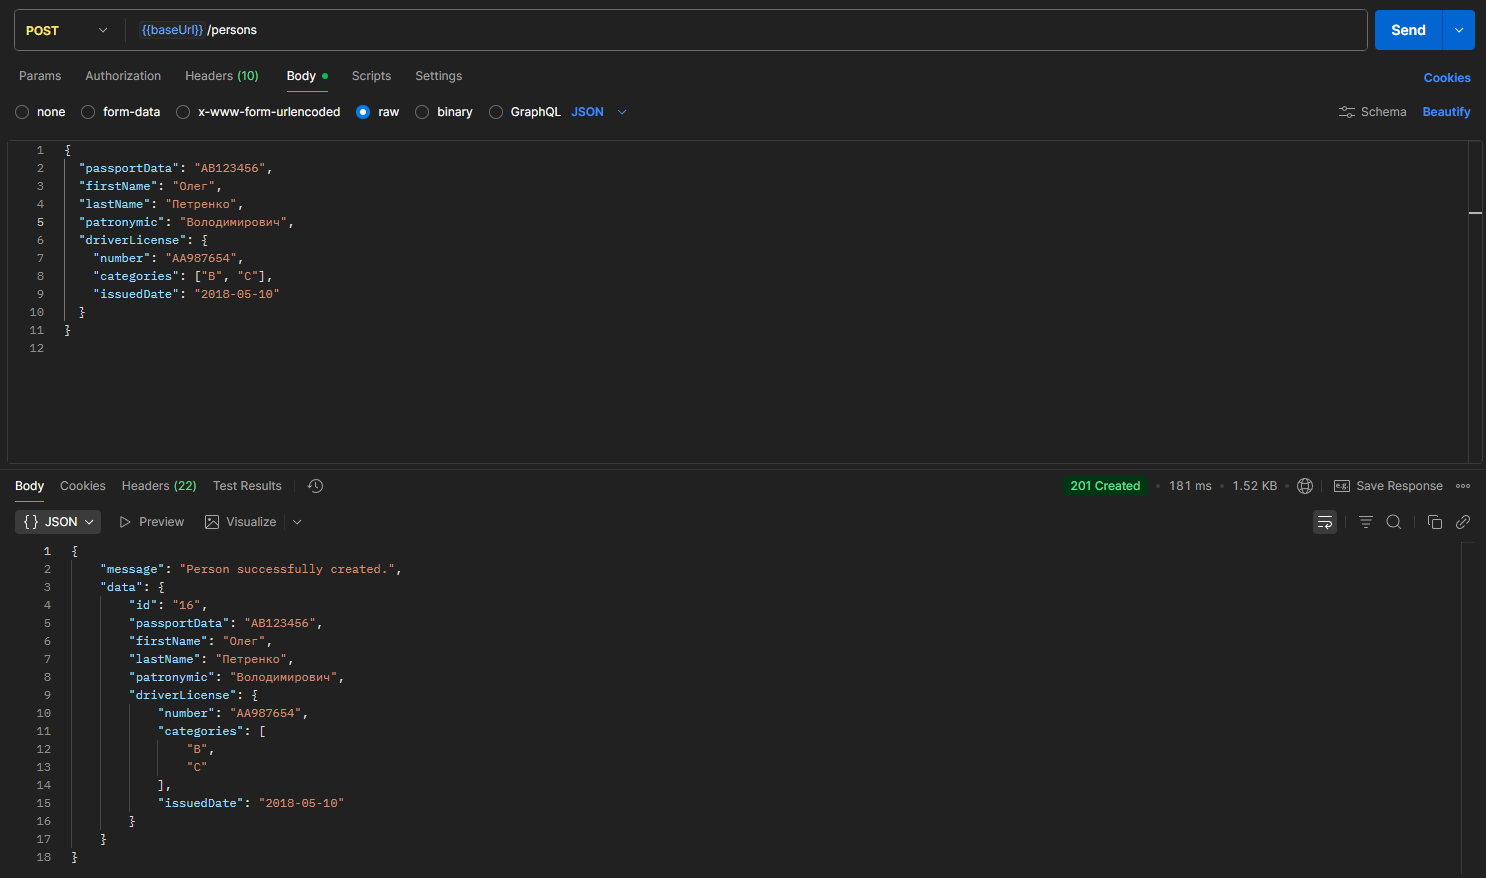 POST {{baseUrl}} /persons Send
Params Authorization Headers (10) Body Scripts Settings Cookies
none form-data x-www-form-urlencoded raw binary GraphQL JSON Schema Beautify
1 {
2 "passportData": "AB123456",
3 "firstName": "Олег",
4 "lastName": "Петренко",
5 "patronymic": "Володимирович",
6 "driverLicense": {
7 "number": "AA987654",
8 "categories": ["B", "C"],
9 "issuedDate": "2018-05-10"
10 }
11 }
12
Body Cookies Headers (22) Test Results 201 Created • 181 ms • 1.52 KB • e.g. Save Response
{} JSON Preview Visualize
1 {
2 "message": "Person successfully created.",
3 "data": {
4 "id": "16",
5 "passportData": "AB123456",
6 "firstName": "Олег",
7 "lastName": "Петренко",
8 "patronymic": "Володимирович",
9 "driverLicense": {
10 "number": "AA987654",
11 "categories": [
12 "B",
13 "C"
14 ],
15 "issuedDate": "2018-05-10"
16 }
17 }
18 }